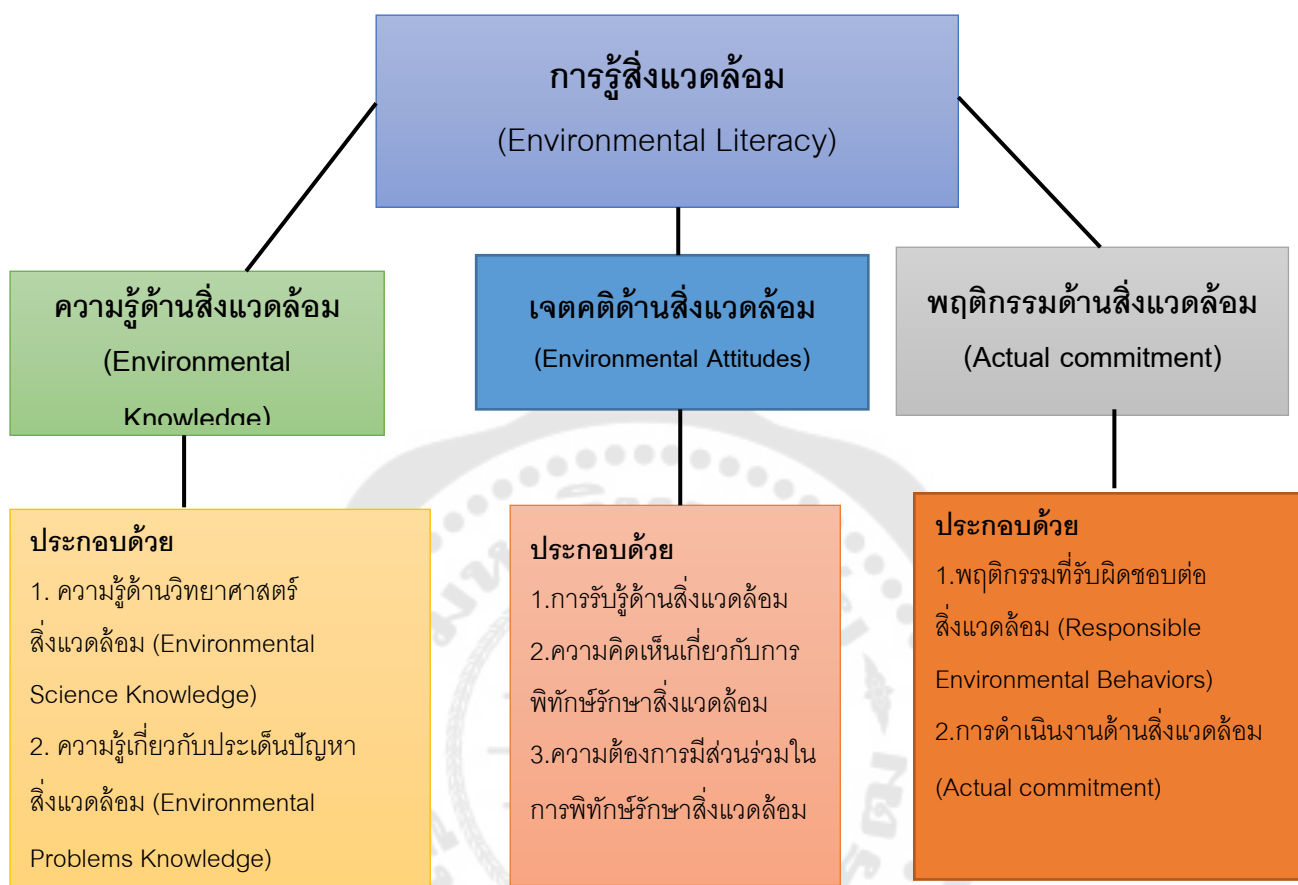 การรู้สิ่งแวดล้อม
(Environmental Literacy)
ความรู้ด้านสิ่งแวดล้อม
(Environmental
Knowledge)
เจตคติด้านสิ่งแวดล้อม
(Environmental Attitudes)
พฤติกรรมด้านสิ่งแวดล้อม
(Actual commitment)
ประกอบด้วย
1. ความรู้ด้านวิทยาศาสตร์
สิ่งแวดล้อม (Environmental
Science Knowledge)
2. ความรู้เกี่ยวกับประเด็นปัญหา
สิ่งแวดล้อม (Environmental
Problems Knowledge)
ประกอบด้วย
1.การรับรู้ด้านสิ่งแวดล้อม
2.ความคิดเห็นเกี่ยวกับการ
พิทักษ์รักษาสิ่งแวดล้อม
3.ความต้องการมีส่วนร่วมใน
การพิทักษ์รักษาสิ่งแวดล้อม
ประกอบด้วย
1.พฤติกรรมที่รับผิดชอบต่อ
สิ่งแวดล้อม (Responsible
Environmental Behaviors)
2.การดำเนินงานด้านสิ่งแวดล้อม
(Actual commitment)